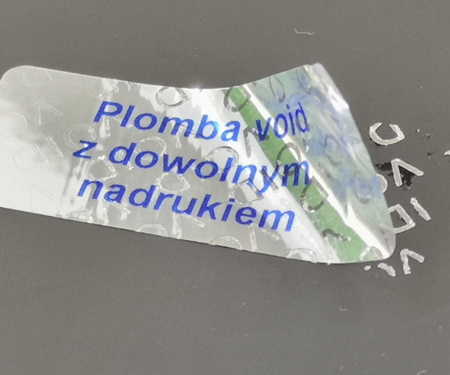 Plomba void
z dowolnym
nadrukiem